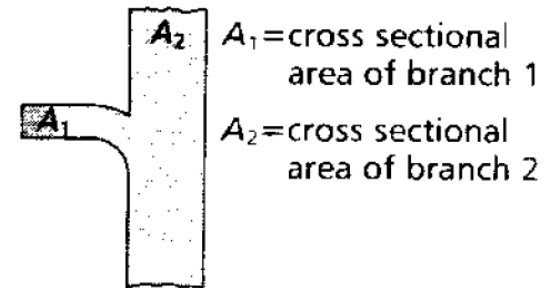 A₂ A₁=cross sectional
area of branch 1
A₁ A₂=cross sectional
area of branch 2